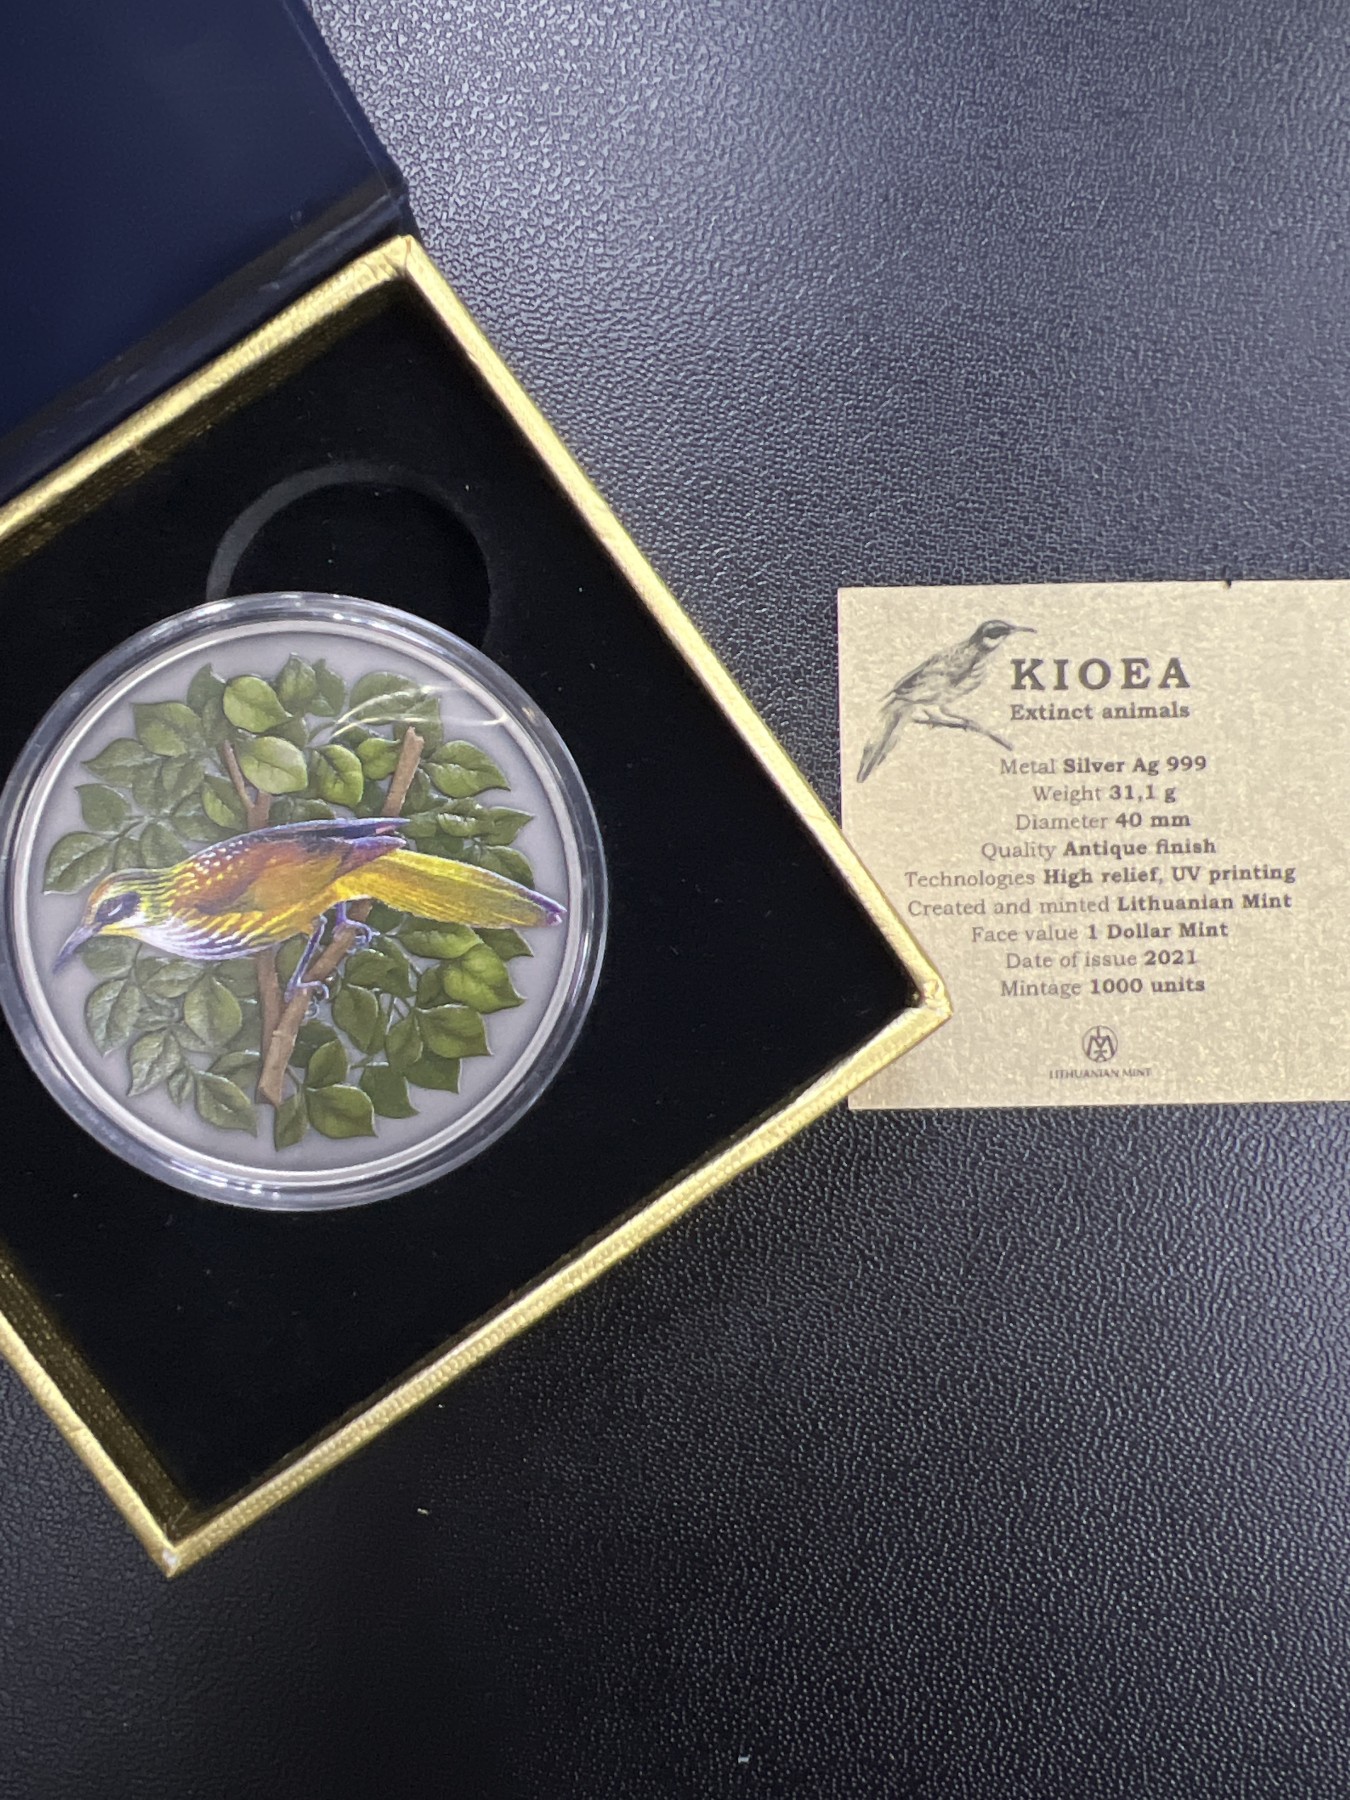 KIOEA
Extinct animals
Metal Silver Ag 999
Weight 31,1 g
Diameter 40 mm
Quality Antique finish
Technologies High relief, UV printing
Created and minted Lithuanian Mint
Face value 1 Dollar Mint
Date of issue 2021
Mintage 1000 units
LITHUANIAN MINT